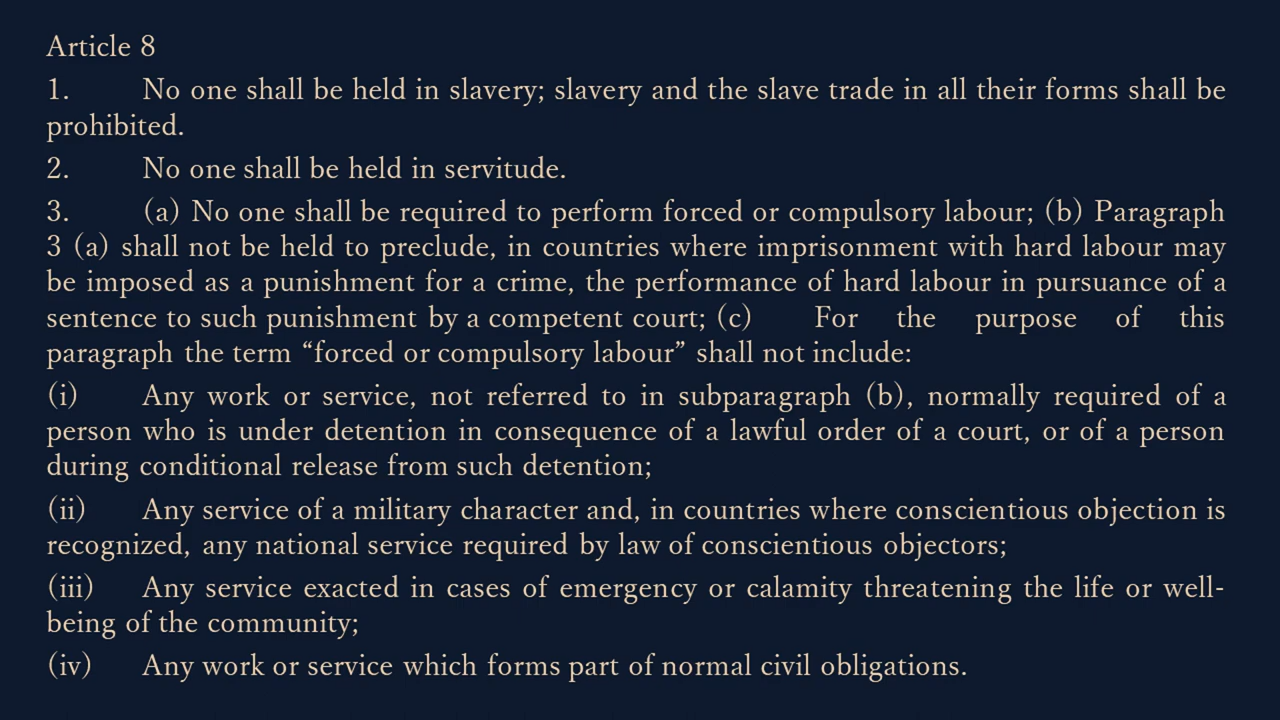 Article 8
1. No one shall be held in slavery; slavery and the slave trade in all their forms shall be
prohibited.
2. No one shall be held in servitude.
3. (a) No one shall be required to perform forced or compulsory labour; (b) Paragraph
3 (a) shall not be held to preclude, in countries where imprisonment with hard labour may
be imposed as a punishment for a crime, the performance of hard labour in pursuance of a
sentence to such punishment by a competent court; (c) For the purpose of this
paragraph the term “forced or compulsory labour” shall not include:
(i) Any work or service, not referred to in subparagraph (b), normally required of a
person who is under detention in consequence of a lawful order of a court, or of a person
during conditional release from such detention;
(ii) Any service of a military character and, in countries where conscientious objection is
recognized, any national service required by law of conscientious objectors;
(iii) Any service exacted in cases of emergency or calamity threatening the life or well-
being of the community;
(iv) Any work or service which forms part of normal civil obligations.